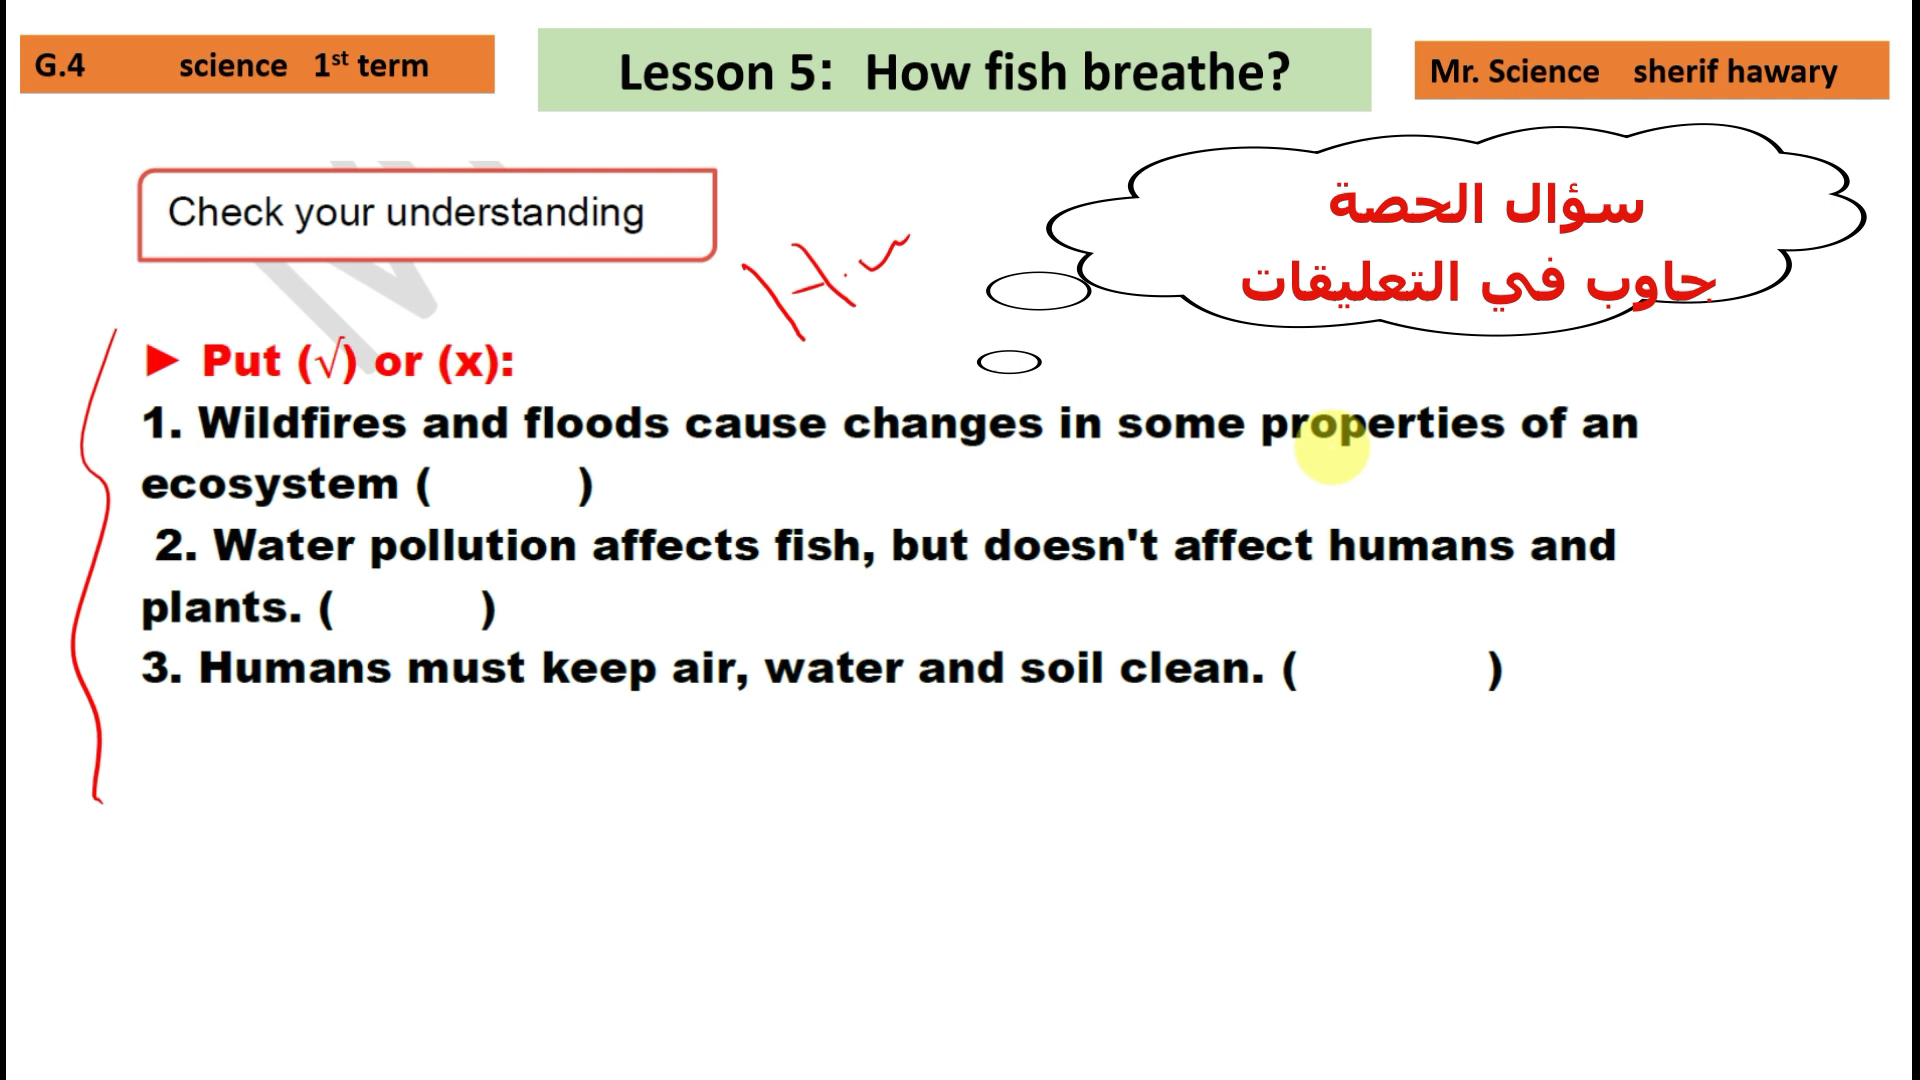 G.4 science 1st term
Lesson 5: How fish breathe?
Mr. Science sherif hawary
Check your understanding
سؤال الحصة
جاوب في التعليقات
H.w
► Put (√) or (x):
1. Wildfires and floods cause changes in some properties of an
ecosystem ( )
2. Water pollution affects fish, but doesn't affect humans and
plants. ( )
3. Humans must keep air, water and soil clean. ( )